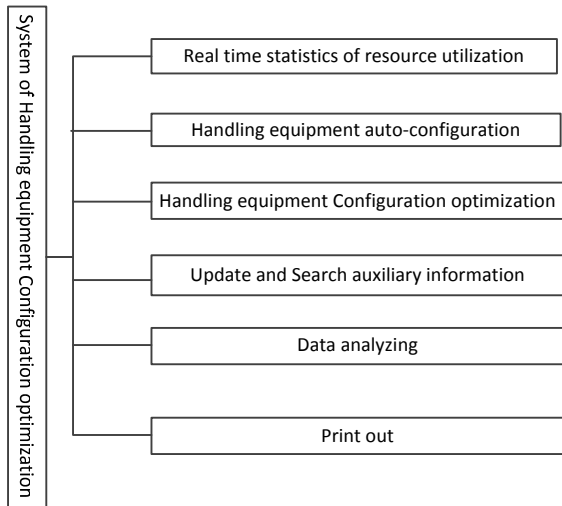 System of Handling equipment Configuration optimization
Real time statistics of resource utilization
Handling equipment auto-configuration
Handling equipment Configuration optimization
Update and Search auxiliary information
Data analyzing
Print out